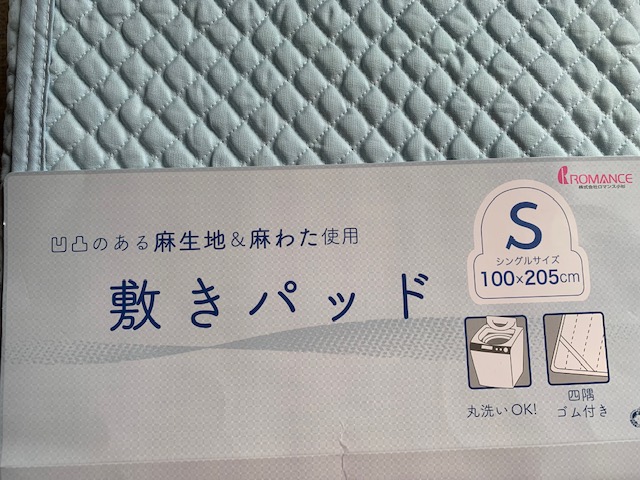 ROMANCE
株式会社ロマンス小杉
凹凸のある麻生地&麻わた使用
敷きパッド
S
シングルサイズ
100×205cm
丸洗いOK!
四隅
ゴム付き